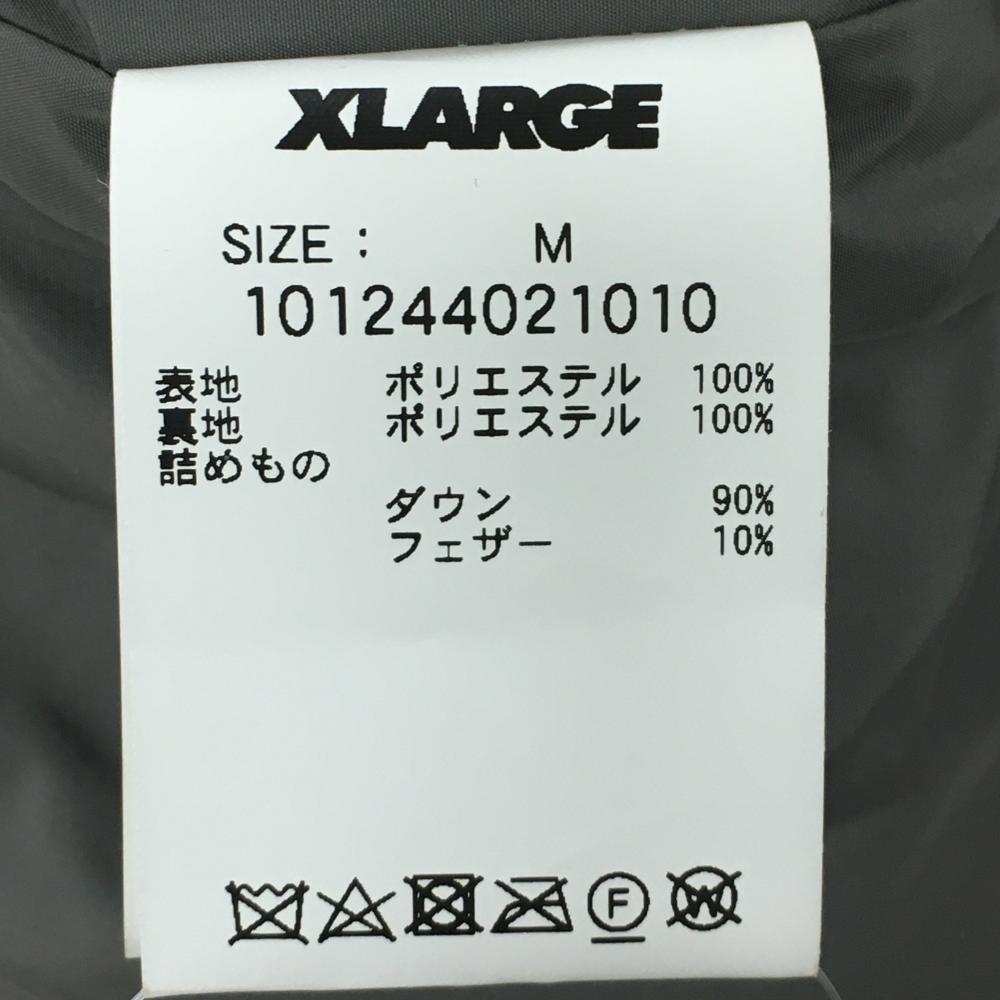 XLARGE
SIZE : M
101244021010
表地 ポリエステル 100%
裏地 ポリエステル 100%
詰めもの
ダウン 90%
フェザー 10%
F W